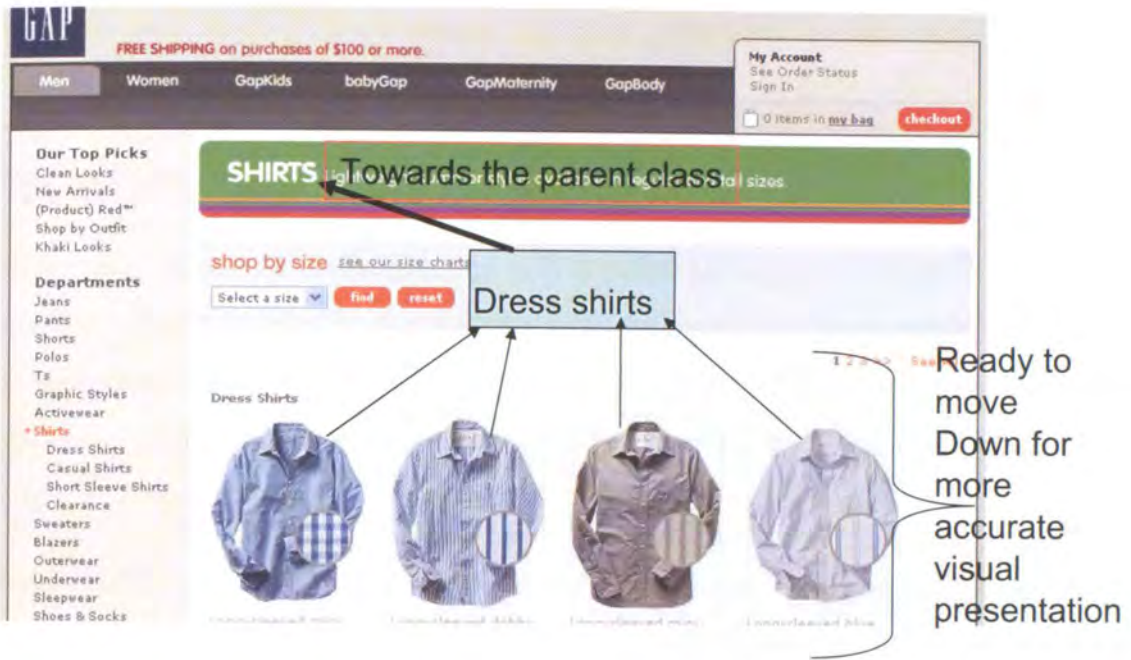 GAP
FREE SHIPPING on purchases of $100 or more.
Men Women GapKids babyGap GapMaternity GapBody
My Account
See Order Status
Sign In
0 items in my bag checkout
Our Top Picks
Clean Looks
New Arrivals
(Product) Red™
Shop by Outfit
Khaki Looks
Departments
Jeans
Pants
Shorts
Polos
Ts
Graphic Styles
Activewear
Shirts
Dress Shirts
Casual Shirts
Short Sleeve Shirts
Clearance
Sweaters
Blazers
Outerwear
Underwear
Sleepwear
Shoes & Socks
SHIRTS
Towards the parent class
sizes.
shop by size see our size charts
Select a size find reset
Dress shirts
1 2 3
Dress Shirts
Ready to
move
Down for
more
accurate
visual
presentation